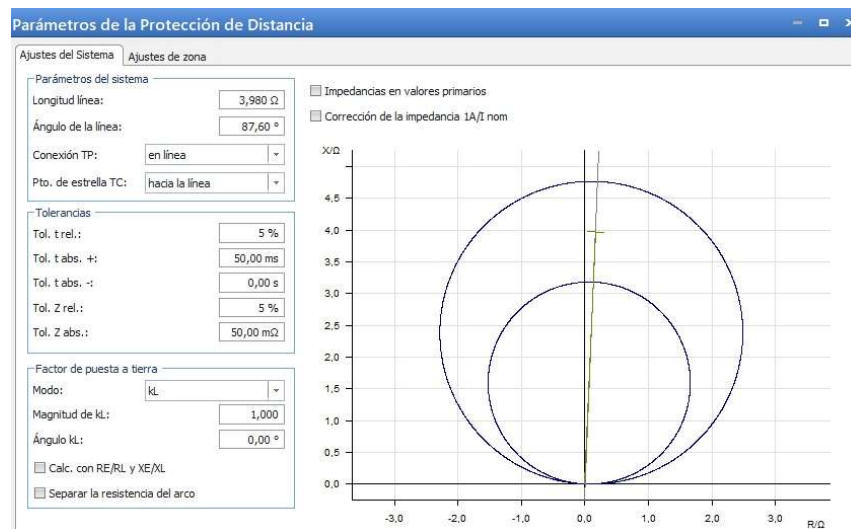 Parámetros de la Protección de Distancia
Ajustes del Sistema
Ajustes de zona
Parámetros del sistema
Longitud línea: 3,980 Ω
Ángulo de la línea: 87,60 °
Conexión TP: en línea
Pto. de estrella TC: hacia la línea
Tolerancias
Tol. t rel.: 5 %
Tol. t abs. +: 50,00 ms
Tol. t abs. -: 0,00 s
Tol. Z rel.: 5 %
Tol. Z abs.: 50,00 mΩ
Factor de puesta a tierra
Modo: kL
Magnitud de kL: 1,000
Ángulo kL: 0,00 °
Calc. con RE/RL y XE/XL
Separar la resistencia del arco
Impedancias en valores primarios
Corrección de la impedancia 1A/I nom
X/Ω
4,5
4,0
3,5
3,0
2,5
2,0
1,5
1,0
0,5
0,0
-3,0 -2,0 -1,0 0,0 1,0 2,0 3,0
R/Ω